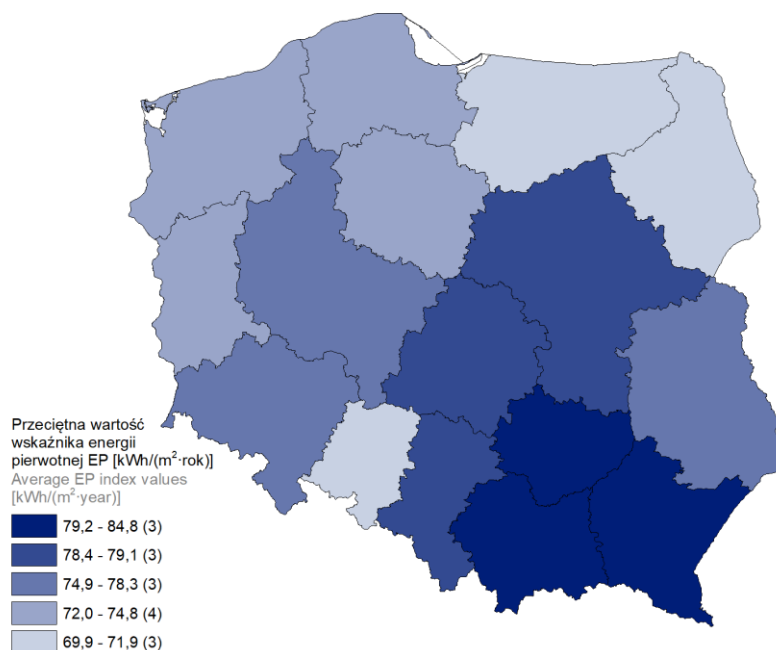 Przeciętna wartość
wskaźnika energii
pierwotnej EP [kWh/(m²·rok)]
Average EP index values
[kWh/(m²·year)]
79,2 - 84,8 (3)
78,4 - 79,1 (3)
74,9 - 78,3 (3)
72,0 - 74,8 (4)
69,9 - 71,9 (3)